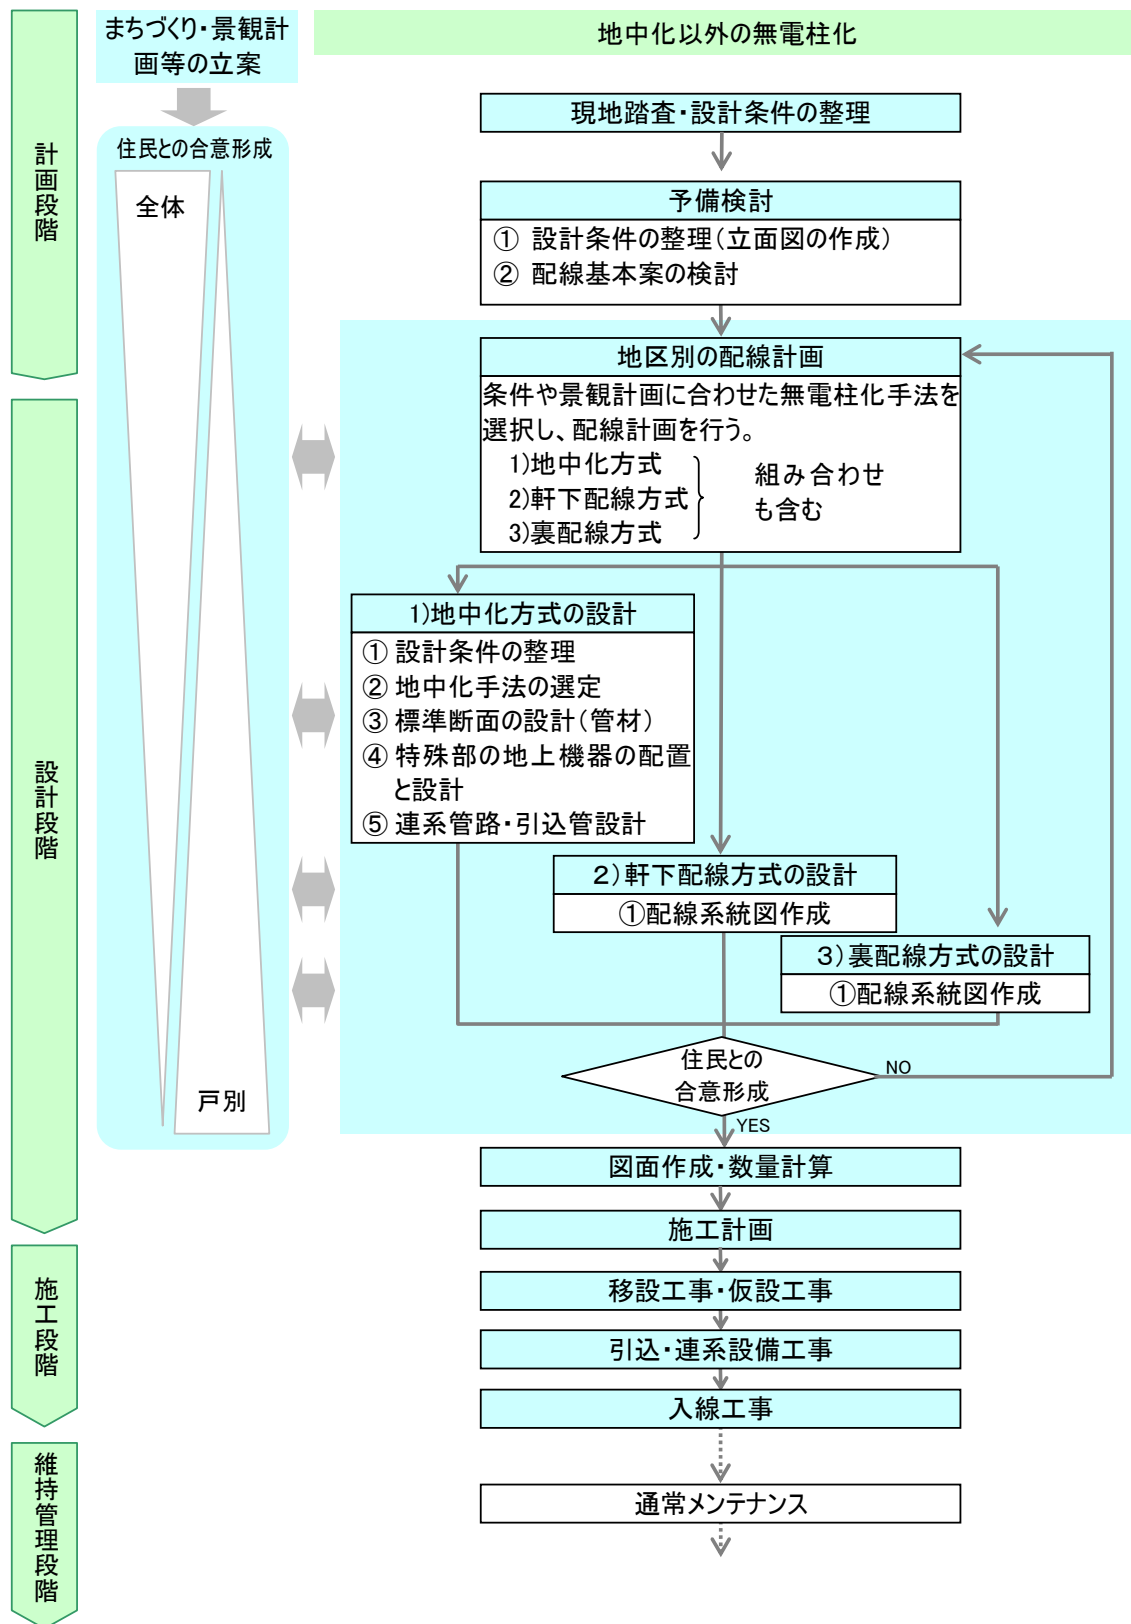 まちづくり・景観計
画等の立案
地中化以外の無電柱化
計画段階
住民との合意形成
全体
戸別
現地踏査・設計条件の整理
予備検討
① 設計条件の整理(立面図の作成)
② 配線基本案の検討
地区別の配線計画
条件や景観計画に合わせた無電柱化手法を
選択し、配線計画を行う。
1)地中化方式
2)軒下配線方式
3)裏配線方式
組み合わせ
も含む
設計段階
1)地中化方式の設計
① 設計条件の整理
② 地中化手法の選定
③ 標準断面の設計(管材)
④ 特殊部の地上機器の配置
と設計
⑤ 連系管路・引込管設計
2)軒下配線方式の設計
①配線系統図作成
3)裏配線方式の設計
①配線系統図作成
住民との
合意形成
NO
YES
図面作成・数量計算
施工計画
施工段階
移設工事・仮設工事
引込・連系設備工事
入線工事
維持管理段階
通常メンテナンス